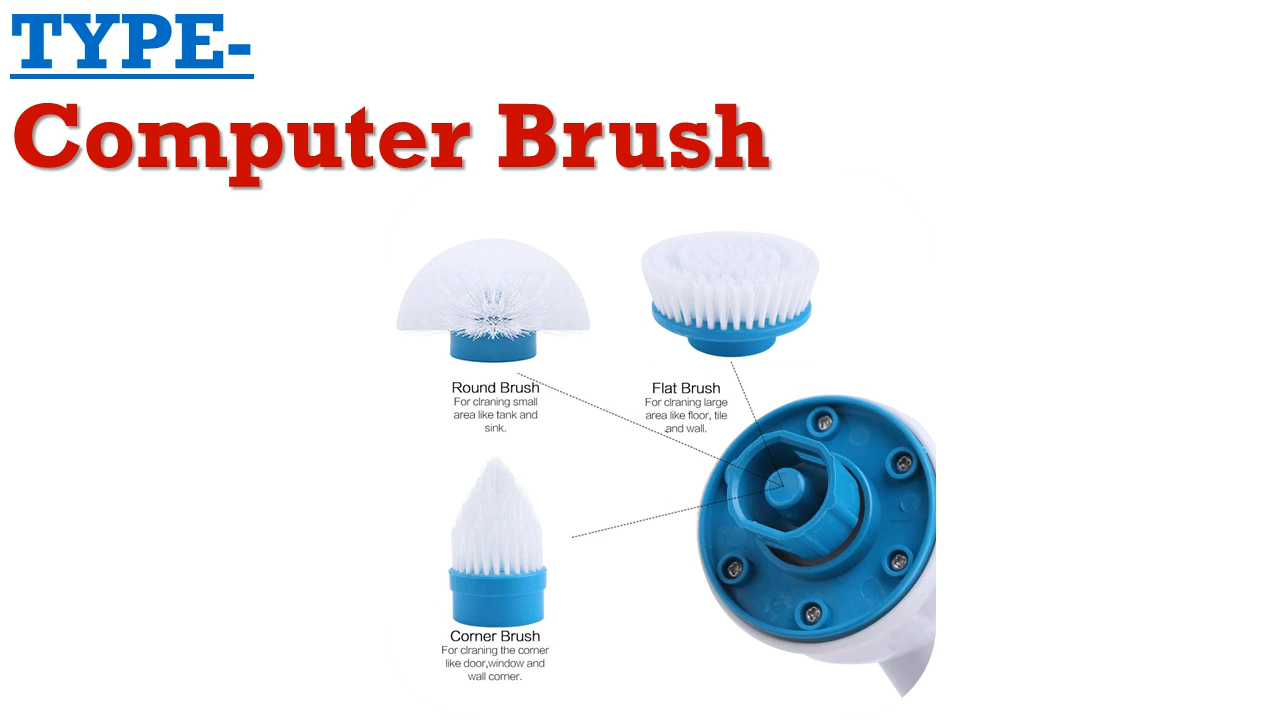 TYPE-
Computer Brush
Round Brush
For clraning small
area like tank and
sink.
Flat Brush
For clraning large
area like floor, tile
and wall.
Corner Brush
For clraning the corner
like door,window and
wall corner.